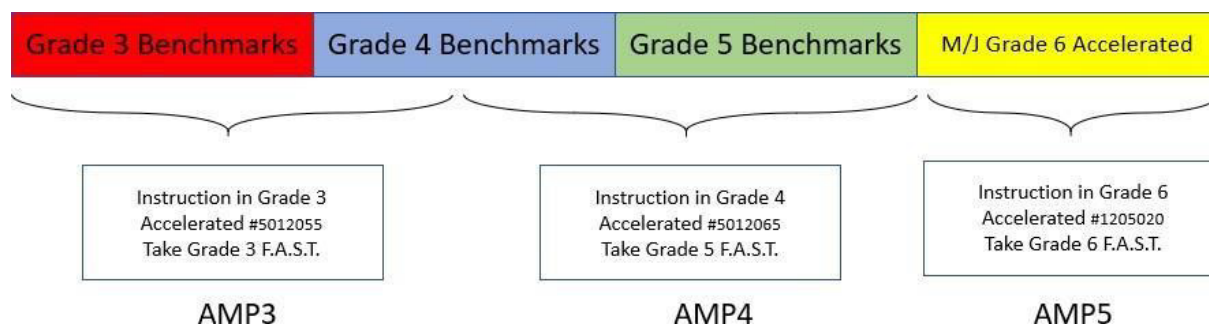 Grade 3 Benchmarks
Grade 4 Benchmarks
Grade 5 Benchmarks
M/J Grade 6 Accelerated
Instruction in Grade 3
Accelerated #5012055
Take Grade 3 F.A.S.T.
Instruction in Grade 4
Accelerated #5012065
Take Grade 5 F.A.S.T.
Instruction in Grade 6
Accelerated #1205020
Take Grade 6 F.A.S.T.
AMP3
AMP4
AMP5